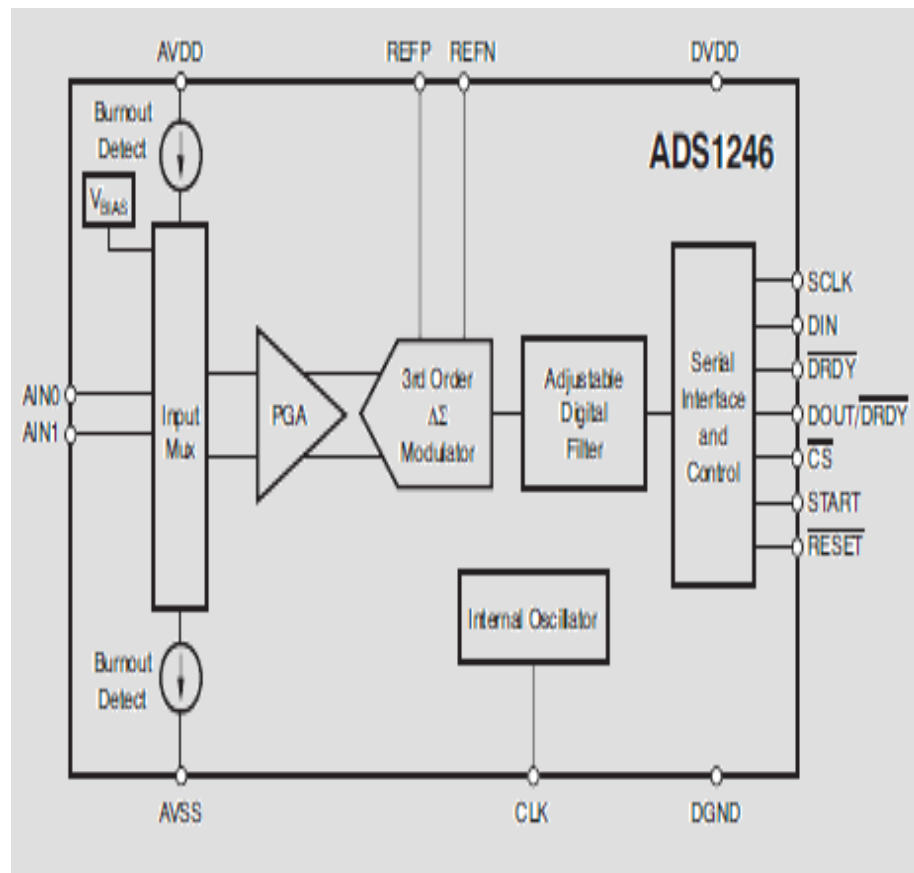 AVDD
REFP
REFN
DVDD
Burnout
Detect
ADS1246
VBIAS
SCLK
DIN
DRDY
DOUT/DRDY
CS
START
RESET
AIN0
AIN1
Input
Mux
PGA
3rd Order
ΔΣ
Modulator
Adjustable
Digital
Filter
Serial
Interface
and
Control
Internal Oscillator
Burnout
Detect
AVSS
CLK
DGND